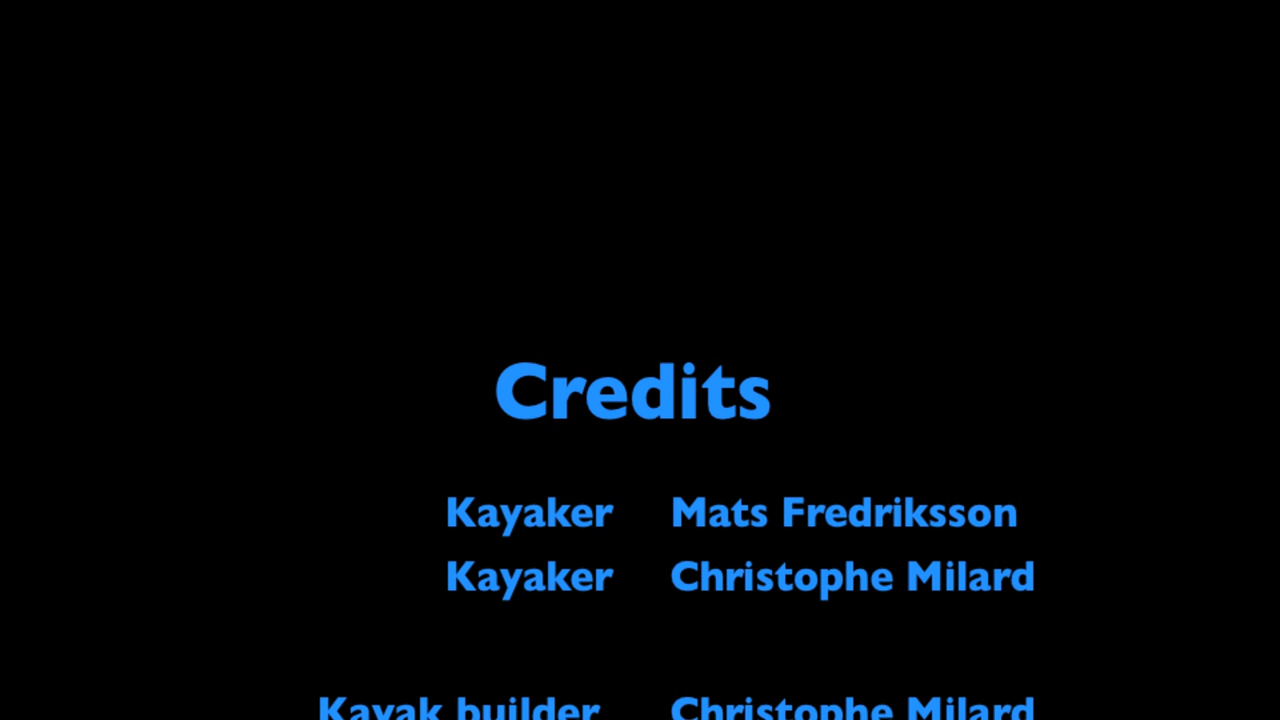 Credits
Kayaker Mats Fredriksson
Kayaker Christophe Milard
Kayak builder Christophe Milard